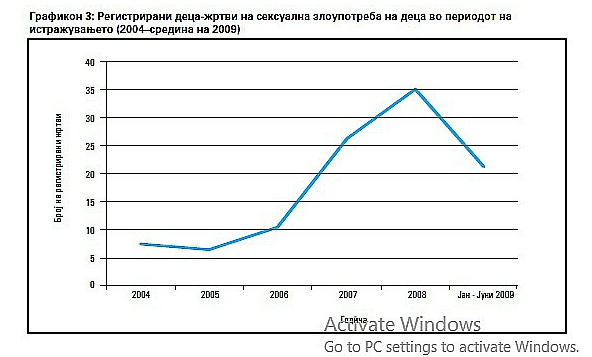 Графикон 3: Регистрирани деца-жртви на сексуална злоупотреба на деца во периодот на
истражувањето (2004–средина на 2009)
Број на регистрирани жртви
40
35
30
25
20
15
10
5
0
2004 2005 2006 2007 2008 Јан - Јуни 2009
Activate Windows
Go to PC settings to activate Windows.